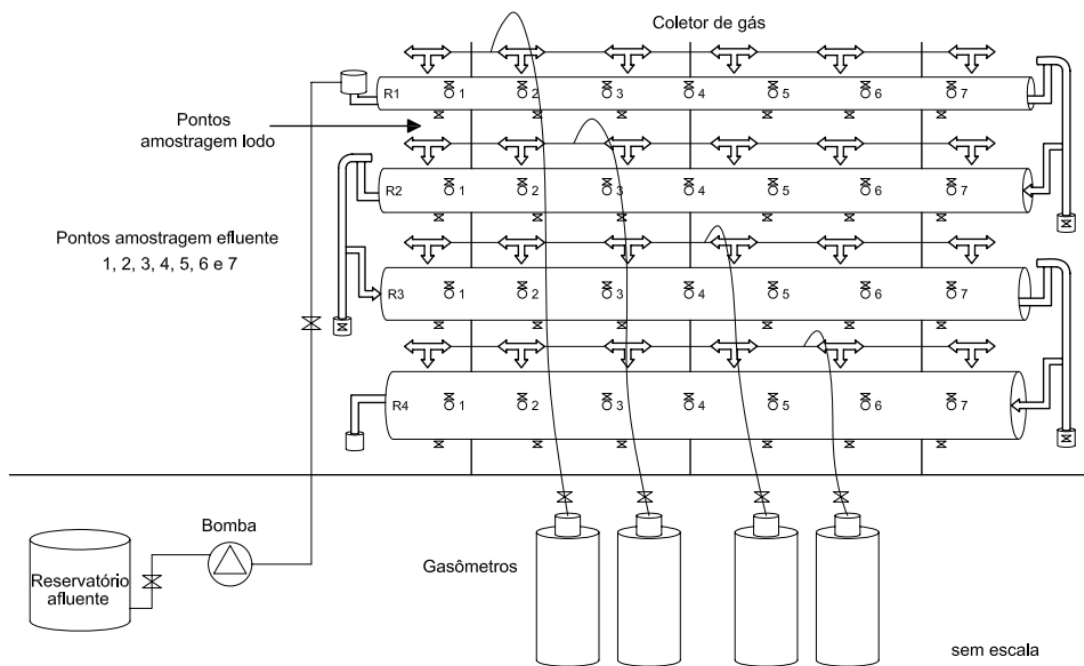 Coletor de gás
R1 1 2 3 4 5 6 7
Pontos
amostragem lodo
R2 1 2 3 4 5 6 7
Pontos amostragem efluente
1, 2, 3, 4, 5, 6 e 7
R3 1 2 3 4 5 6 7
R4 1 2 3 4 5 6 7
Bomba
Reservatório
afluente
Gasômetros
sem escala